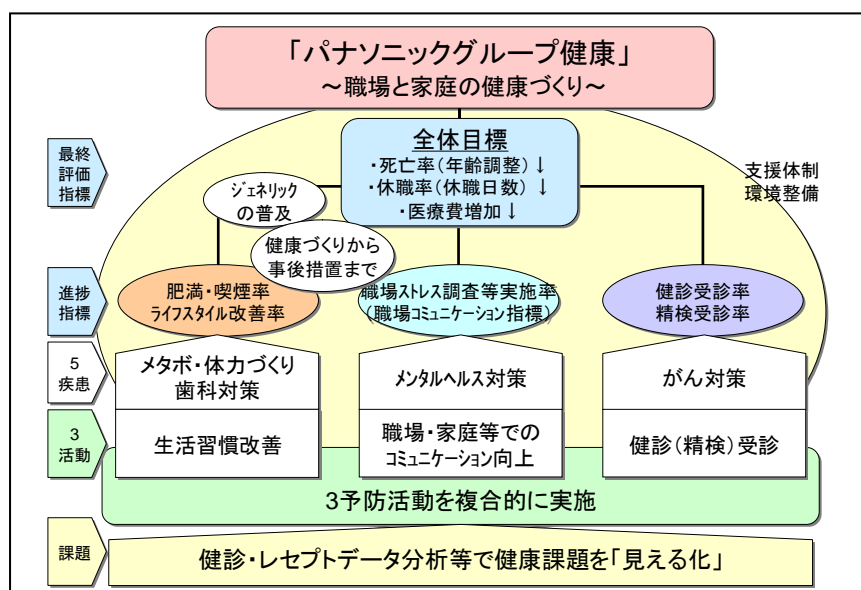 「パナソニックグループ健康」
～職場と家庭の健康づくり～
最終
評価
指標
全体目標
・死亡率(年齢調整)↓
・休職率(休職日数)↓
・医療費増加↓
支援体制
環境整備
ジェネリック
の普及
健康づくりから
事後措置まで
進捗
指標
肥満・喫煙率
ライフスタイル改善率
職場ストレス調査等実施率
(職場コミュニケーション指標)
健診受診率
精検受診率
5
疾患
メタボ・体力づくり
歯科対策
メンタルヘルス対策
がん対策
3
活動
生活習慣改善
職場・家庭等での
コミュニケーション向上
健診(精検)受診
3予防活動を複合的に実施
課題
健診・レセプトデータ分析等で健康課題を「見える化」